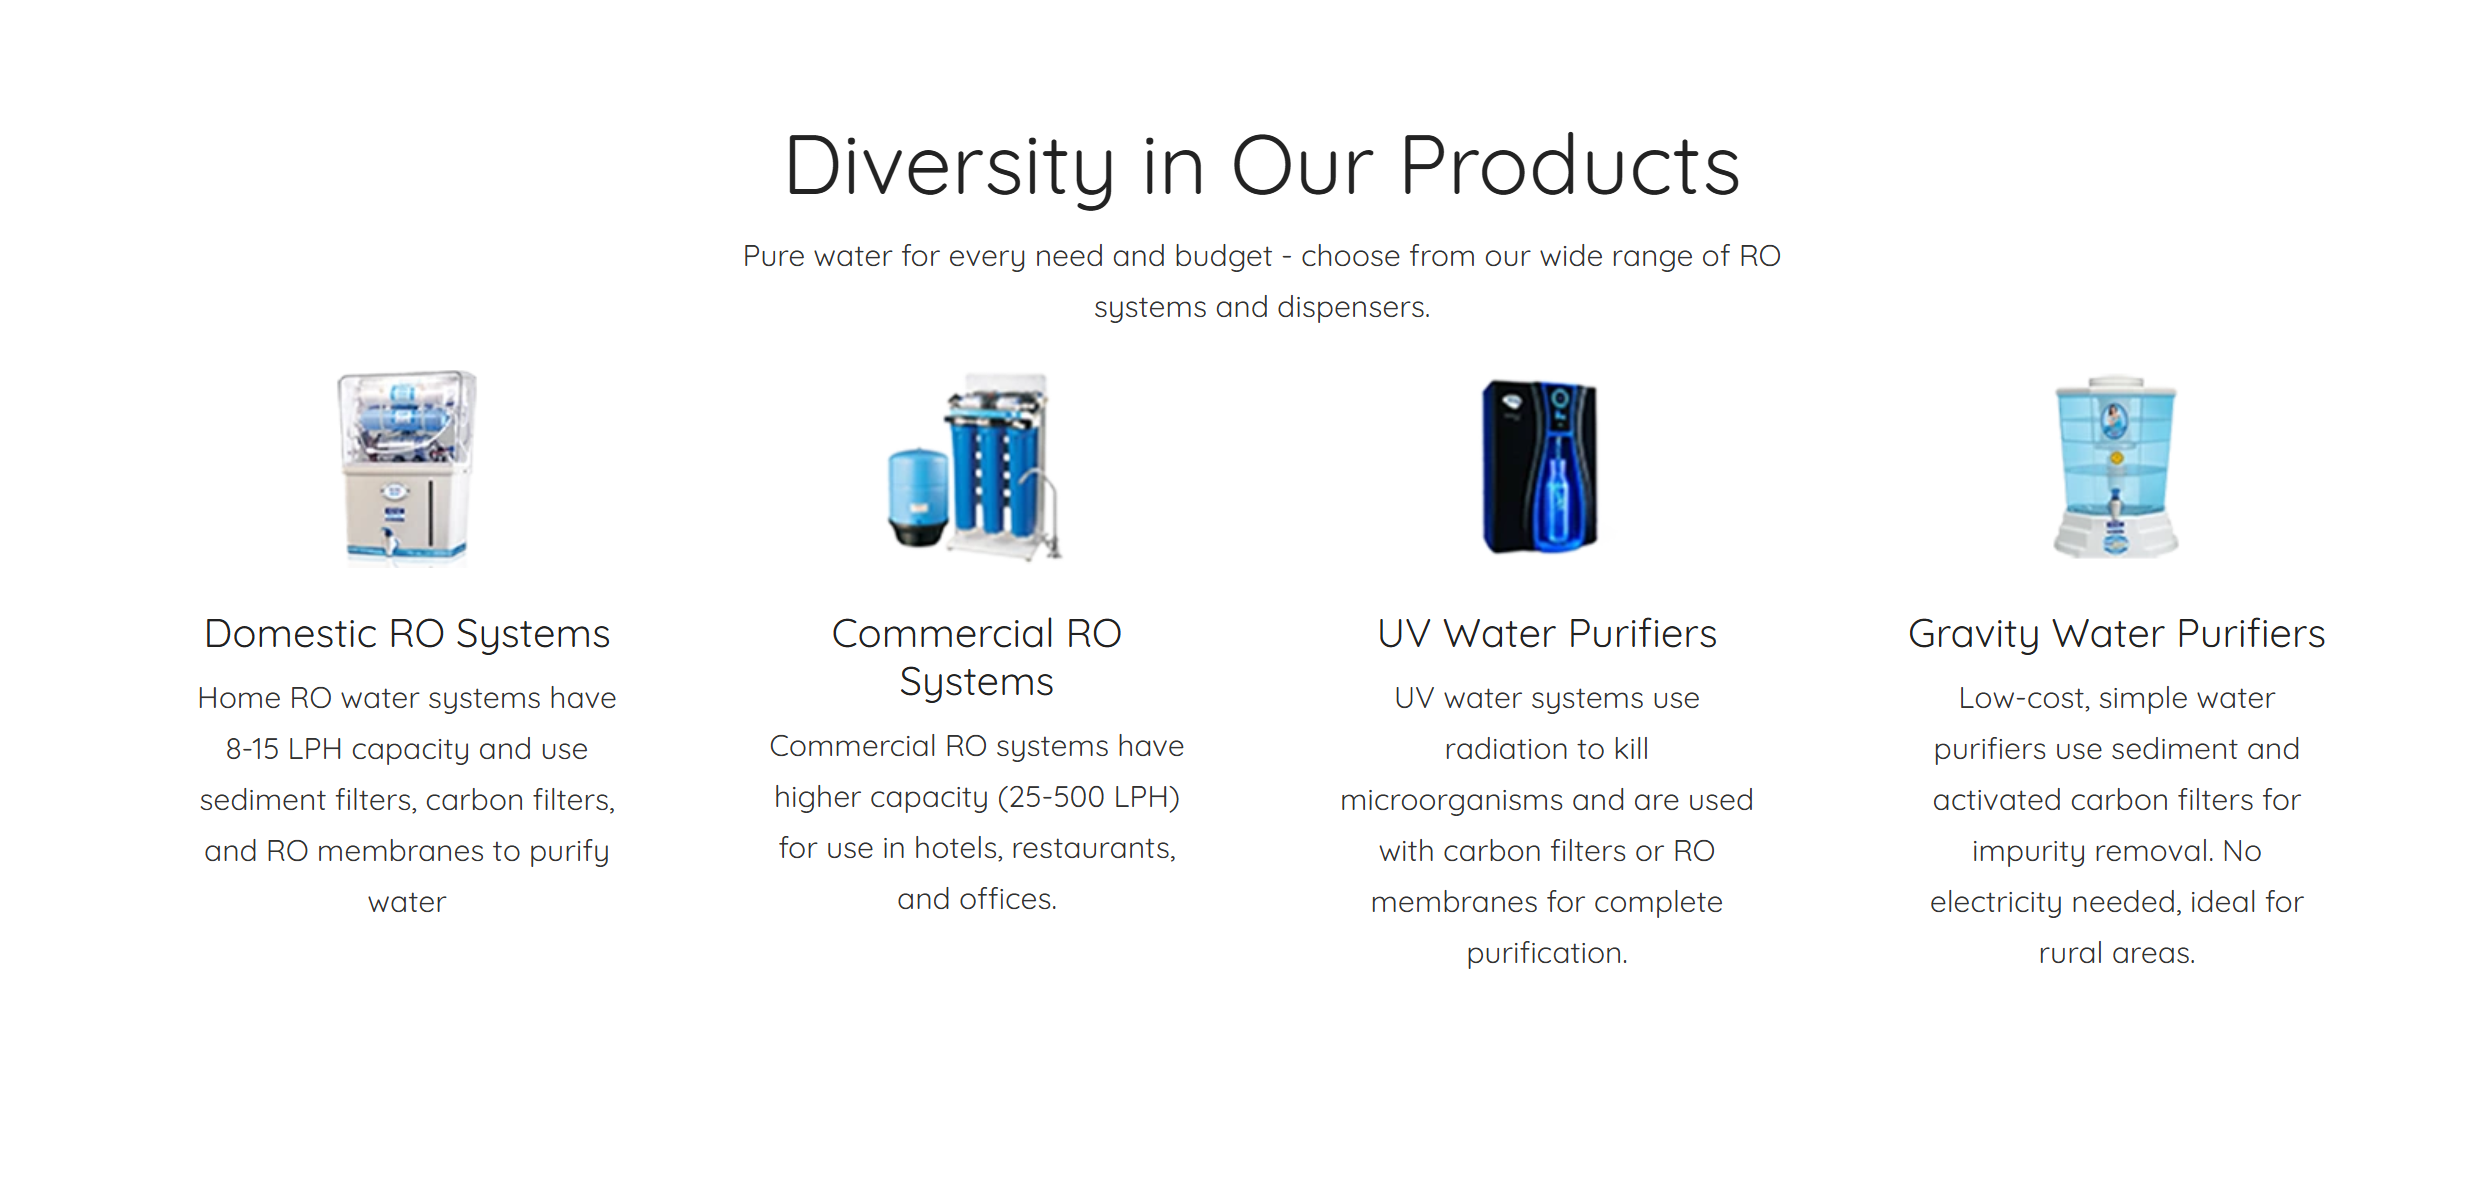 Diversity in Our Products
Pure water for every need and budget - choose from our wide range of RO
systems and dispensers.
Domestic RO Systems
Home RO water systems have
8-15 LPH capacity and use
sediment filters, carbon filters,
and RO membranes to purify
water
Commercial RO
Systems
Commercial RO systems have
higher capacity (25-500 LPH)
for use in hotels, restaurants,
and offices.
UV Water Purifiers
UV water systems use
radiation to kill
microorganisms and are used
with carbon filters or RO
membranes for complete
purification.
Gravity Water Purifiers
Low-cost, simple water
purifiers use sediment and
activated carbon filters for
impurity removal. No
electricity needed, ideal for
rural areas.